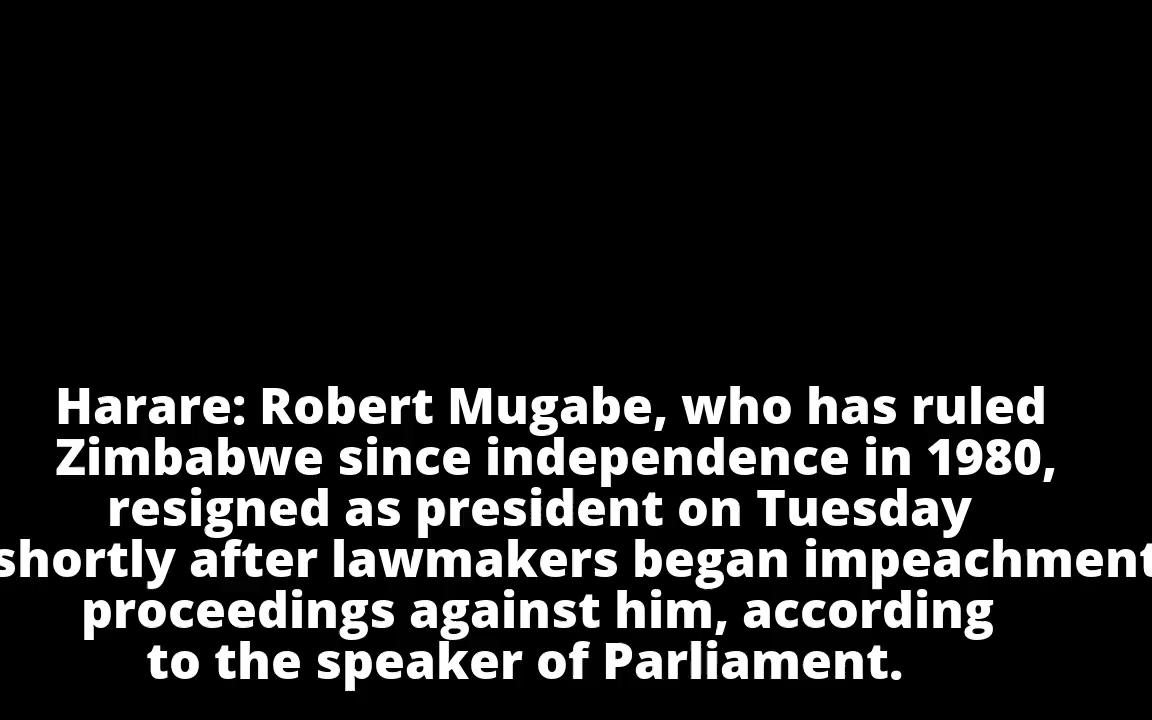 Harare: Robert Mugabe, who has ruled
Zimbabwe since independence in 1980,
resigned as president on Tuesday
shortly after lawmakers began impeachment
proceedings against him, according
to the speaker of Parliament.